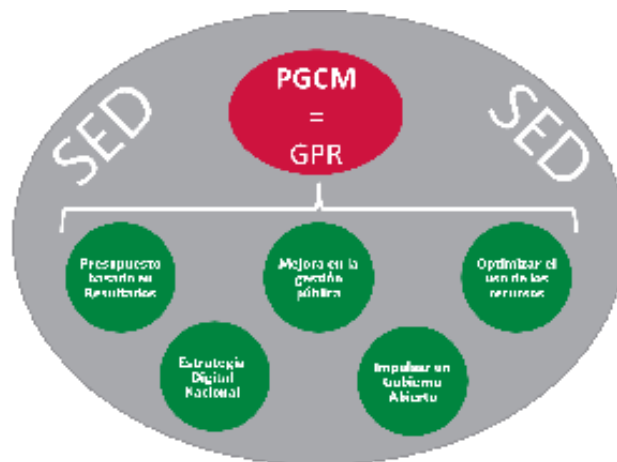 SED
PGCM
=
GPR
SED
Presupuesto
basado en
Resultados
Mejora en la
gestión
pública
Optimizar el
uso de los
recursos
Estrategia
Digital
Nacional
Impulsar un
Gobierno
Abierto